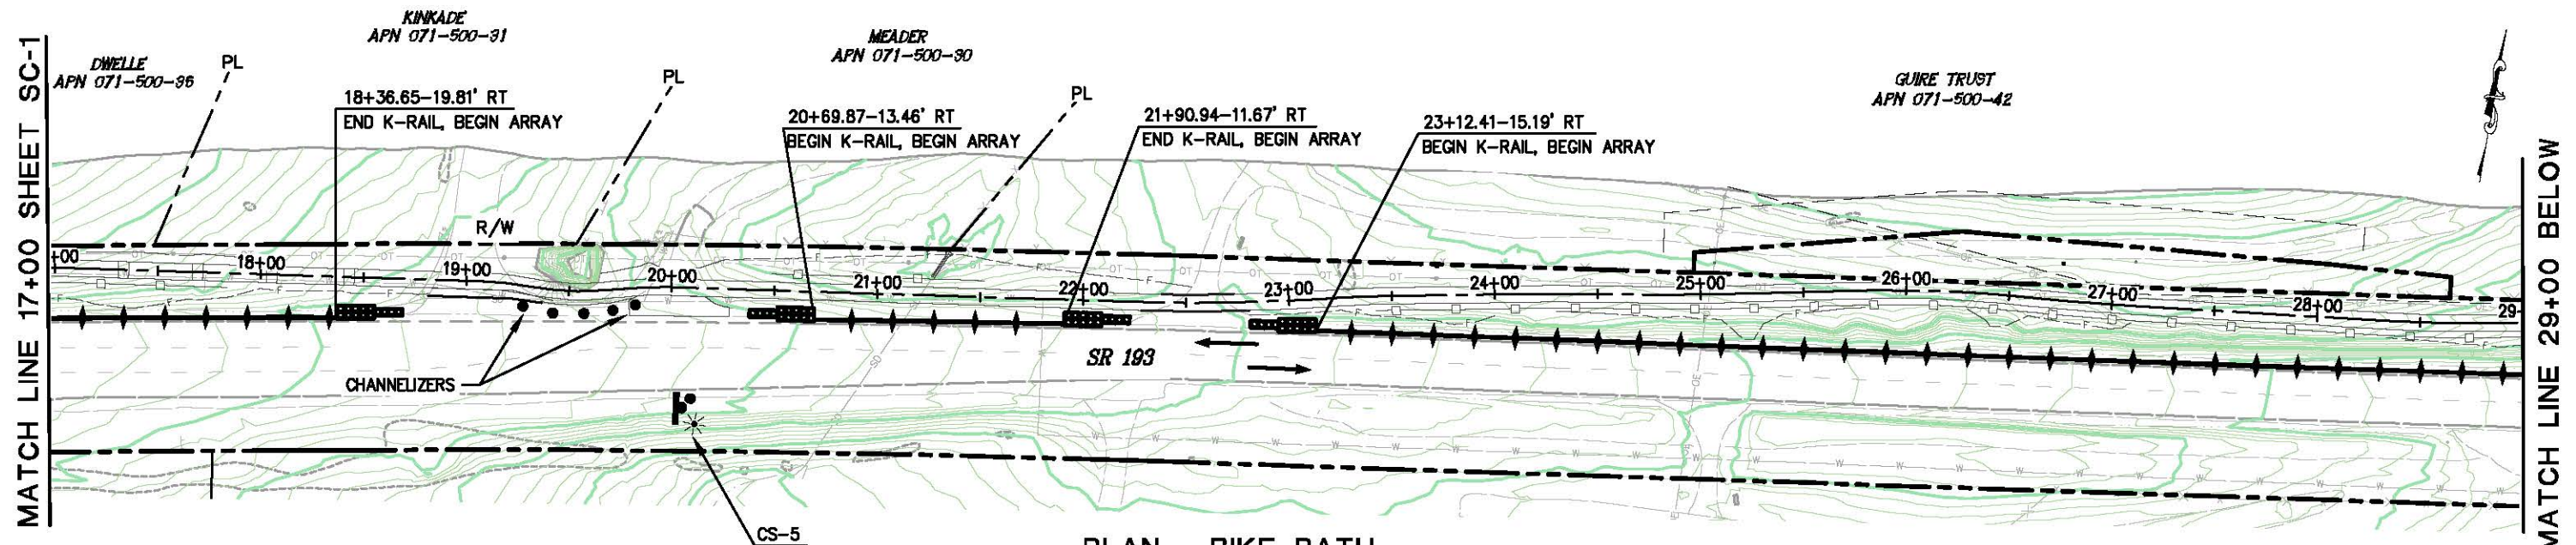 KINKADE
APN 071-500-31
MEADER
APN 071-500-30
DWELLE
APN 071-500-36
PL
PL
PL
GUIRE TRUST
APN 071-500-42
MATCH LINE 17+00 SHEET SC-1
18+36.65-19.81' RT
END K-RAIL, BEGIN ARRAY
20+69.87-13.46' RT
BEGIN K-RAIL, BEGIN ARRAY
21+90.94-11.67' RT
END K-RAIL, BEGIN ARRAY
23+12.41-15.19' RT
BEGIN K-RAIL, BEGIN ARRAY
MATCH LINE 29+00 BELOW
R/W
+00
18+00
19+00
20+00
21+00
22+00
23+00
24+00
25+00
26+00
27+00
28+00
29
SR 193
CHANNELIZERS
CS-5
PLAN - BIKE PATH